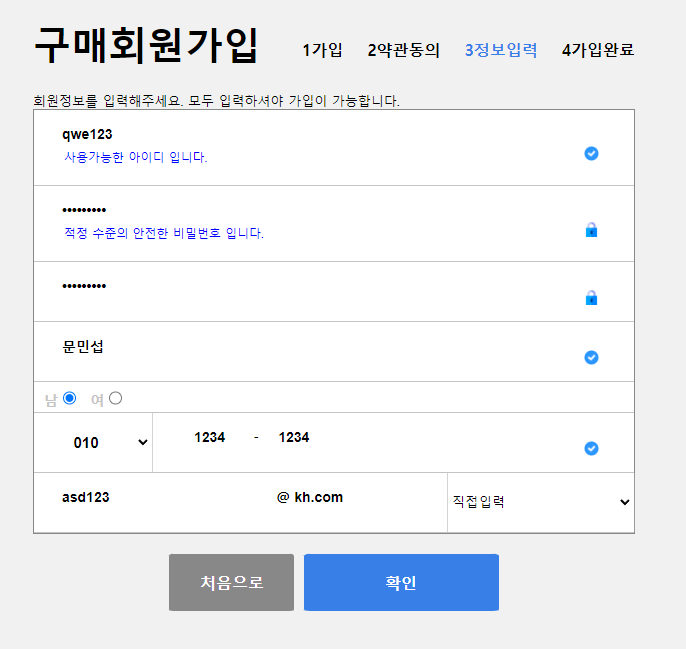 구매회원가입 1가입 2약관동의 3정보입력 4가입완료
회원정보를 입력해주세요. 모두 입력하셔야 가입이 가능합니다.
qwe123
사용가능한 아이디 입니다.
•••••••••
적정 수준의 안전한 비밀번호 입니다.
•••••••••
문민섭
남 여
010 1234 - 1234
asd123 @ kh.com 직접입력
처음으로 확인